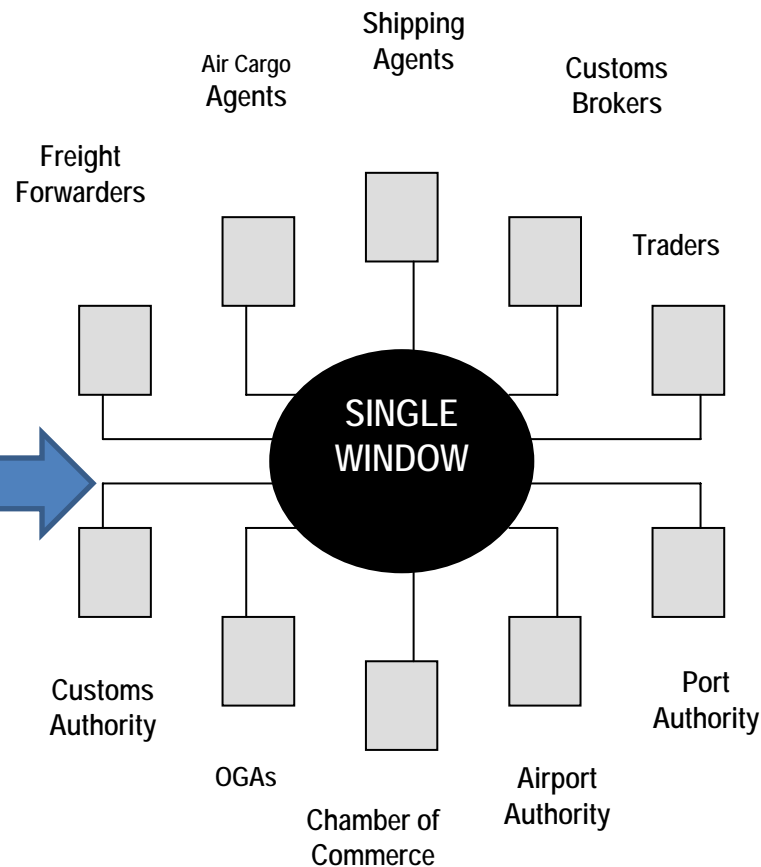 Shipping
Agents
Air Cargo
Agents
Customs
Brokers
Freight
Forwarders
Traders
SINGLE
WINDOW
Customs
Authority
Port
Authority
OGAs
Airport
Authority
Chamber of
Commerce